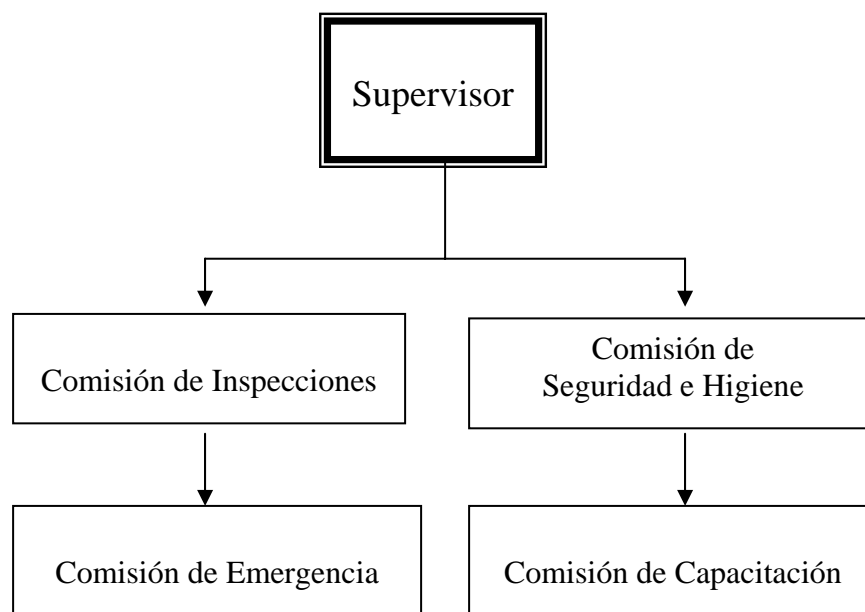 Supervisor
Comisión de Inspecciones
Comisión de
Seguridad e Higiene
Comisión de Emergencia
Comisión de Capacitación